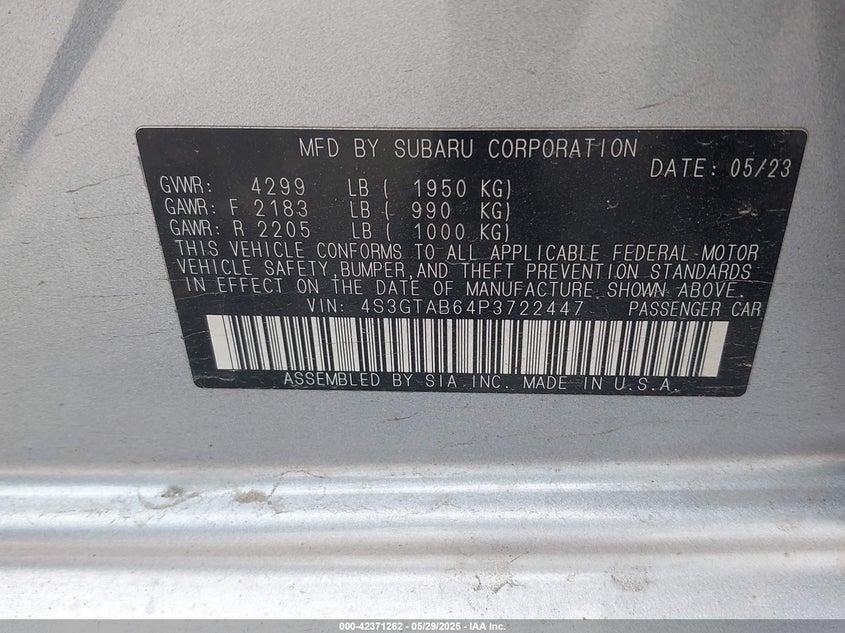 MFD BY SUBARU CORPORATION
DATE: 05/23
GVWR: 4299 LB ( 1950 KG)
GAWR: F 2183 LB ( 990 KG)
GAWR: R 2205 LB ( 1000 KG)
THIS VEHICLE CONFORMS TO ALL APPLICABLE FEDERAL MOTOR
VEHICLE SAFETY, BUMPER, AND THEFT PREVENTION STANDARDS
IN EFFECT ON THE DATE OF MANUFACTURE SHOWN ABOVE.
VIN: 4S3GTAB64P3722447 PASSENGER CAR
ASSEMBLED BY SIA INC. MADE IN U.S.A.
000-42371262 - 05/29/2025 - IAA Inc.